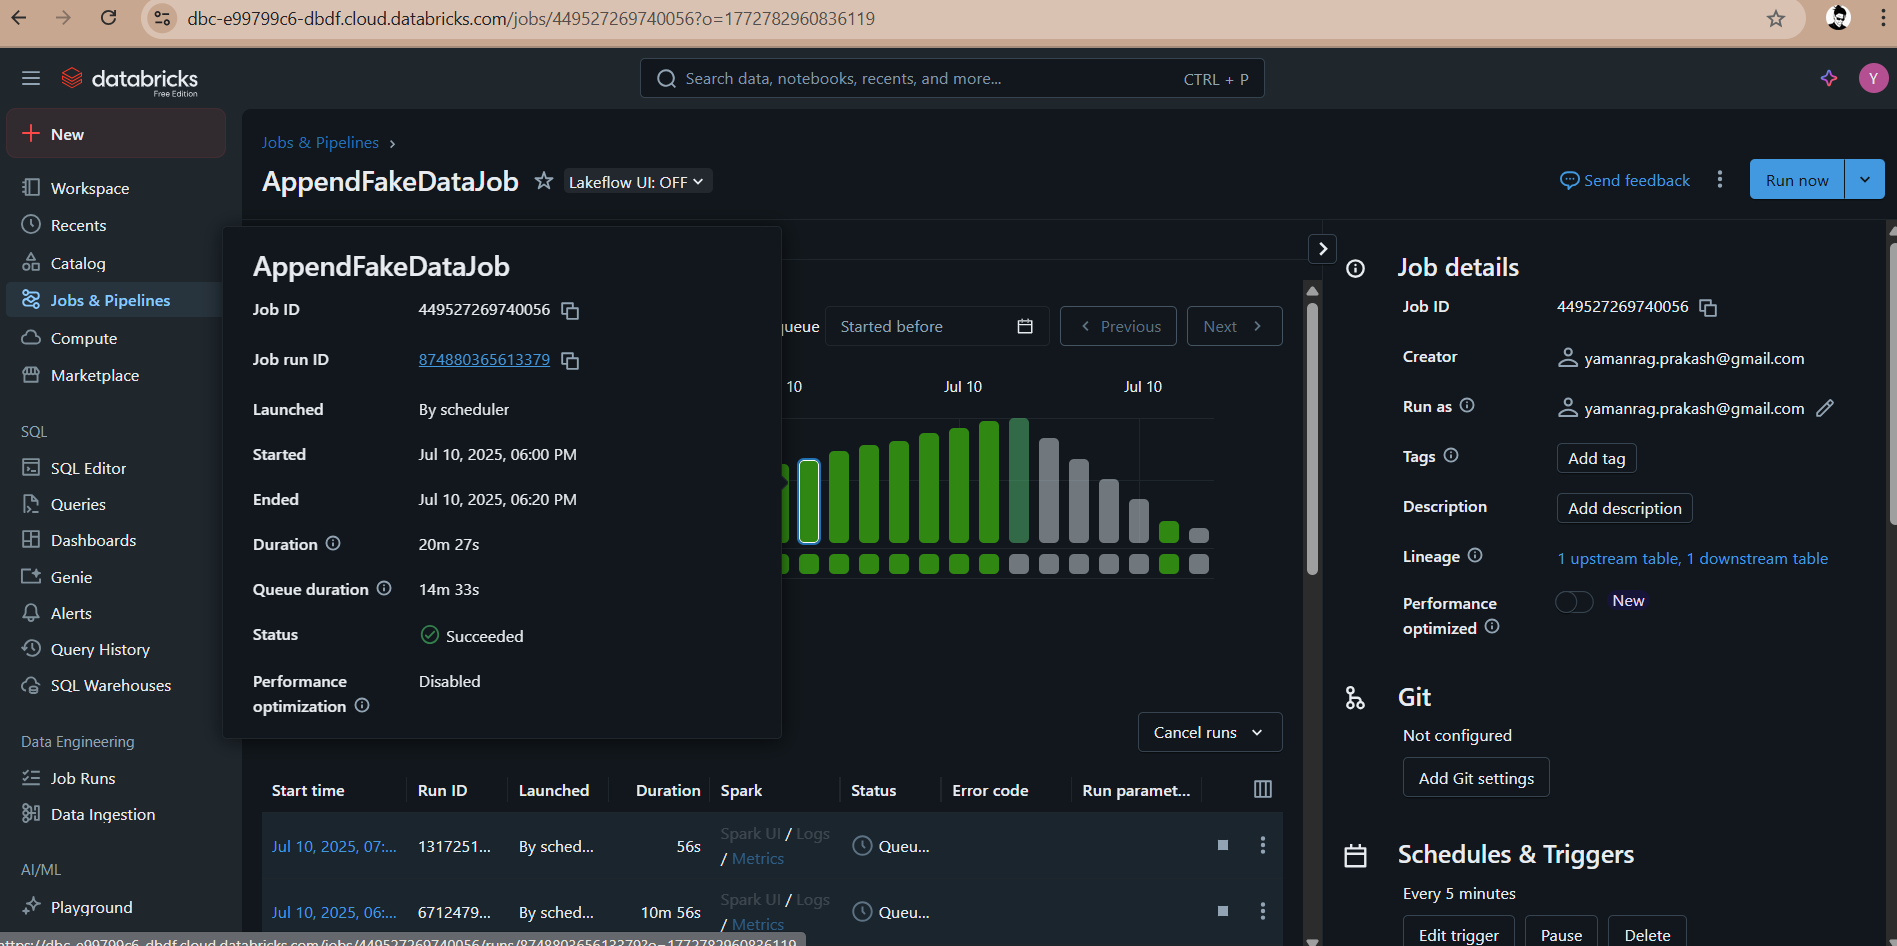 dbc-e99799c6-dbdf.cloud.databricks.com/jobs/449527269740056?o=1772782960836119
databricks
Free Edition
Search data, notebooks, recents, and more...
CTRL + P
Y
New
Workspace
Recents
Catalog
Jobs & Pipelines
Compute
Marketplace
SQL
SQL Editor
Queries
Dashboards
Genie
Alerts
Query History
SQL Warehouses
Data Engineering
Job Runs
Data Ingestion
AI/ML
Playground
Jobs & Pipelines
AppendFakeDataJob
Lakeflow UI: OFF
Send feedback
Run now
AppendFakeDataJob
Job ID 449527269740056
Job run ID 874880365613379
Launched By scheduler
Started Jul 10, 2025, 06:00 PM
Ended Jul 10, 2025, 06:20 PM
Duration 20m 27s
Queue duration 14m 33s
Status Succeeded
Performance optimization Disabled
queue
Started before
Previous
Next
10
Jul 10
Jul 10
Cancel runs
Start time Run ID Launched Duration Spark Status Error code Run paramet...
Jul 10, 2025, 07:... 1317251... By sched... 56s Spark UI / Logs / Metrics Queu...
Jul 10, 2025, 06:... 6712479... By sched... 10m 56s Spark UI / Logs / Metrics Queu...
Job details
Job ID 449527269740056
Creator yamanrag.prakash@gmail.com
Run as yamanrag.prakash@gmail.com
Tags Add tag
Description Add description
Lineage 1 upstream table, 1 downstream table
Performance optimized New
Git
Not configured
Add Git settings
Schedules & Triggers
Every 5 minutes
Edit trigger
Pause
Delete
https://dbc-e99799c6-dbdf.cloud.databricks.com/jobs/449527269740056/runs/874880365613379?o=1772782960836119